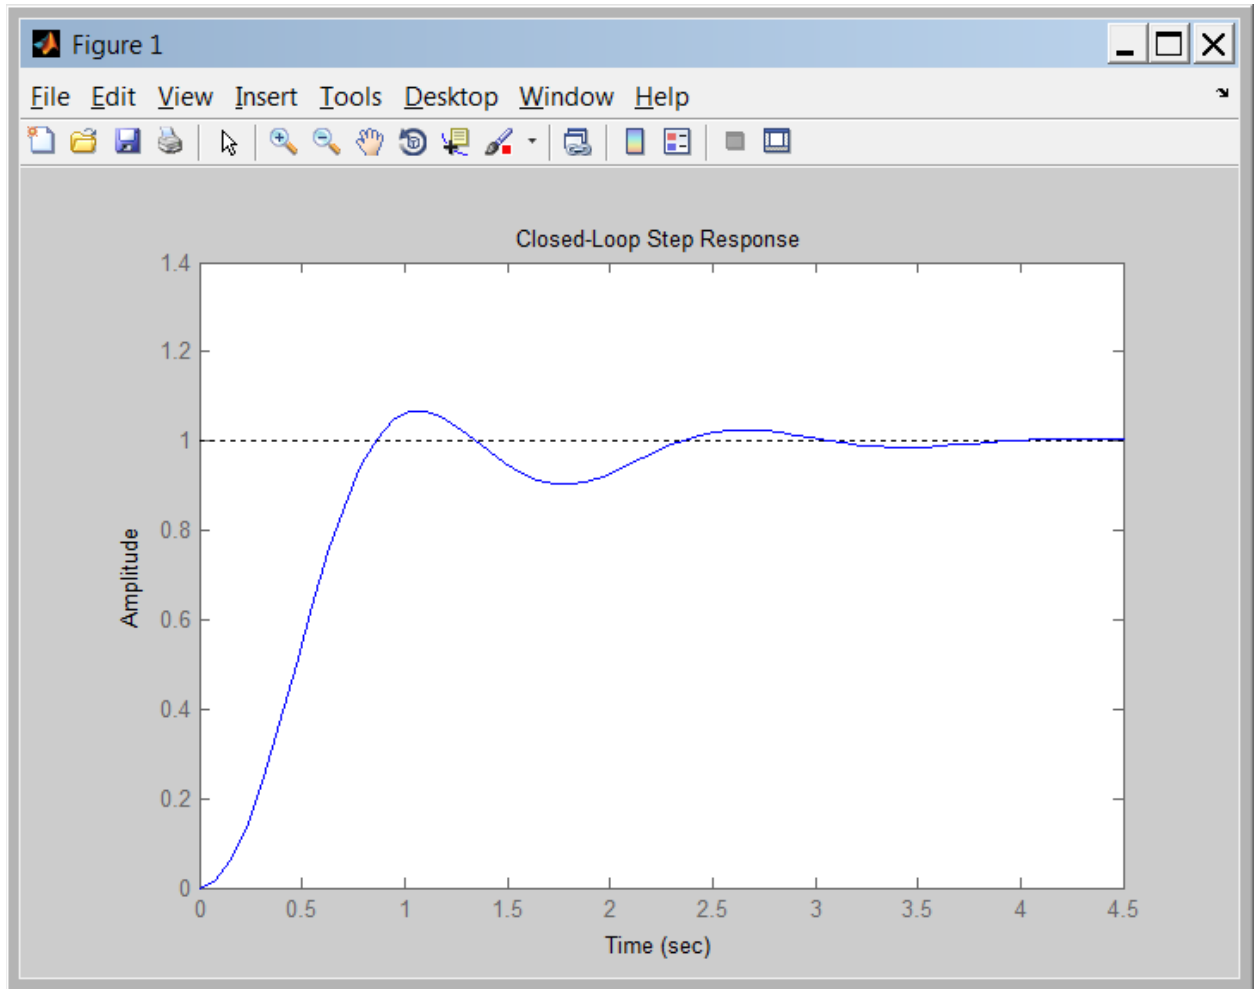 Figure 1
File Edit View Insert Tools Desktop Window Help
Closed-Loop Step Response
1.4
1.2
1
0.8
0.6
0.4
0.2
0
Amplitude
0 0.5 1 1.5 2 2.5 3 3.5 4 4.5
Time (sec)